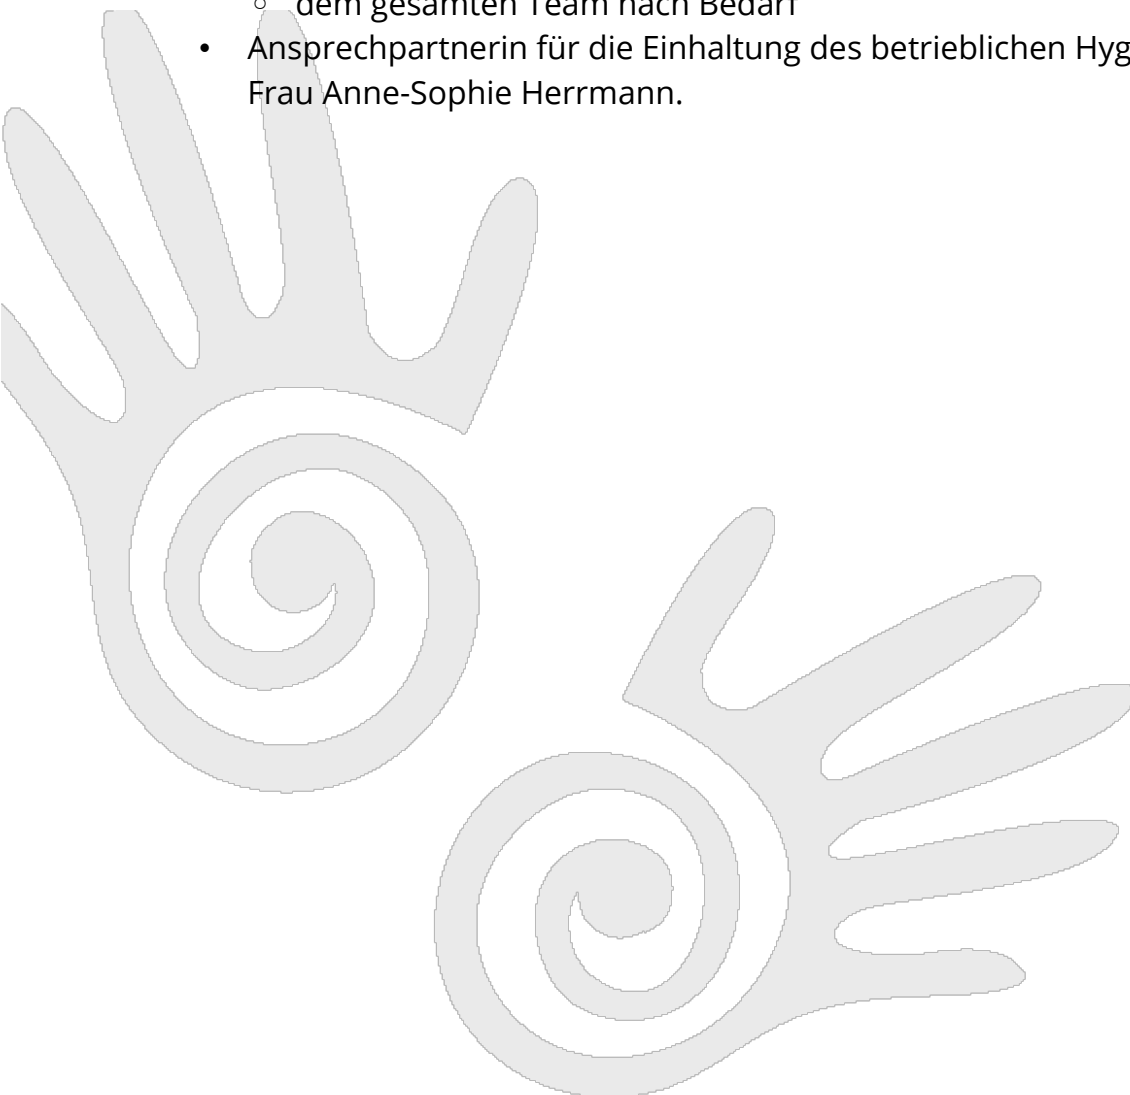 ◦ dem gesamten Team nach Bedarf
• Ansprechpartnerin für die Einhaltung des betrieblichen Hyg
Frau Anne-Sophie Herrmann.